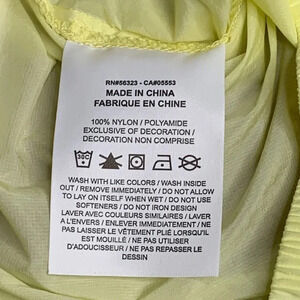 RN#56323 - CA#05553
MADE IN CHINA
FABRIQUE EN CHINE
100% NYLON / POLYAMIDE
EXCLUSIVE OF DECORATION /
DECORATION NON COMPRISE
30C
WASH WITH LIKE COLORS / WASH INSIDE
OUT / REMOVE IMMEDIATELY / DO NOT ALLOW
TO LAY ON ITSELF WHEN WET / DO NOT USE
SOFTENERS / DO NOT IRON DESIGN
LAVER AVEC COULEURS SIMILAIRES / LAVER
A L'ENVERS / ENLEVER IMMÉDIATEMENT / NE
PAS LAISSER LE VÊTEMENT PLIÉ LORSQU'IL
EST MOUILLÉ / NE PAS UTILISER
D'ADOUCISSEUR / NE PAS REPASSER LE
DESSIN